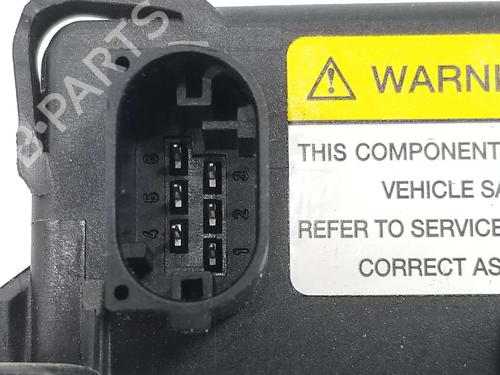 B-PARTS
WARNI
THIS COMPONENT
VEHICLE SA
REFER TO SERVICE
CORRECT AS
6 3
5 2
4 1